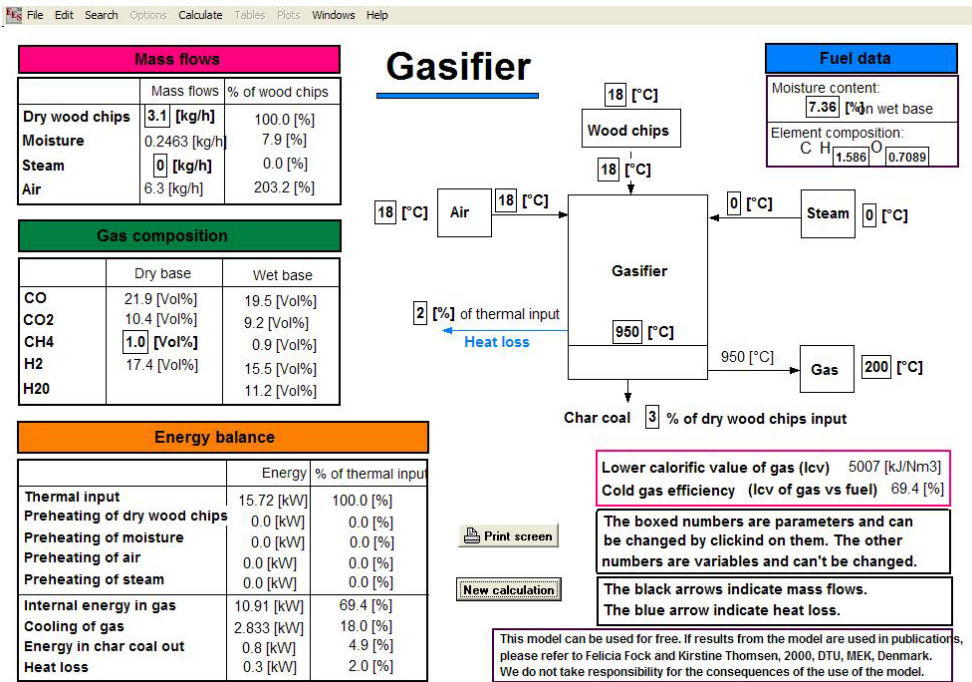 EES File Edit Search Options Calculate Tables Plots Windows Help
Mass flows
Mass flows % of wood chips
Dry wood chips 3.1 [kg/h] 100.0 [%]
Moisture 0.2463 [kg/h] 7.9 [%]
Steam 0 [kg/h] 0.0 [%]
Air 6.3 [kg/h] 203.2 [%]
Gas composition
Dry base Wet base
CO 21.9 [Vol%] 19.5 [Vol%]
CO2 10.4 [Vol%] 9.2 [Vol%]
CH4 1.0 [Vol%] 0.9 [Vol%]
H2 17.4 [Vol%] 15.5 [Vol%]
H20 11.2 [Vol%]
Energy balance
Energy % of thermal input
Thermal input 15.72 [kW] 100.0 [%]
Preheating of dry wood chips 0.0 [kW] 0.0 [%]
Preheating of moisture 0.0 [kW] 0.0 [%]
Preheating of air 0.0 [kW] 0.0 [%]
Preheating of steam 0.0 [kW] 0.0 [%]
Internal energy in gas 10.91 [kW] 69.4 [%]
Cooling of gas 2.833 [kW] 18.0 [%]
Energy in char coal out 0.8 [kW] 4.9 [%]
Heat loss 0.3 [kW] 2.0 [%]
Gasifier
18 [°C]
Wood chips
18 [°C]
18 [°C] Air 18 [°C]
0 [°C] Steam 0 [°C]
Gasifier
2 [%] of thermal input
Heat loss
950 [°C]
950 [°C] Gas 200 [°C]
Char coal 3 % of dry wood chips input
Fuel data
Moisture content:
7.36 [%] on wet base
Element composition:
C H 1.586 O 0.7089
Lower calorific value of gas (lcv) 5007 [kJ/Nm3]
Cold gas efficiency (lcv of gas vs fuel) 69.4 [%]
Print screen
New calculation
The boxed numbers are parameters and can
be changed by clickind on them. The other
numbers are variables and can't be changed.
The black arrows indicate mass flows.
The blue arrow indicate heat loss.
This model can be used for free. If results from the model are used in publications,
please refer to Felicia Fock and Kirstine Thomsen, 2000, DTU, MEK, Denmark.
We do not take responsibility for the consequences of the use of the model.